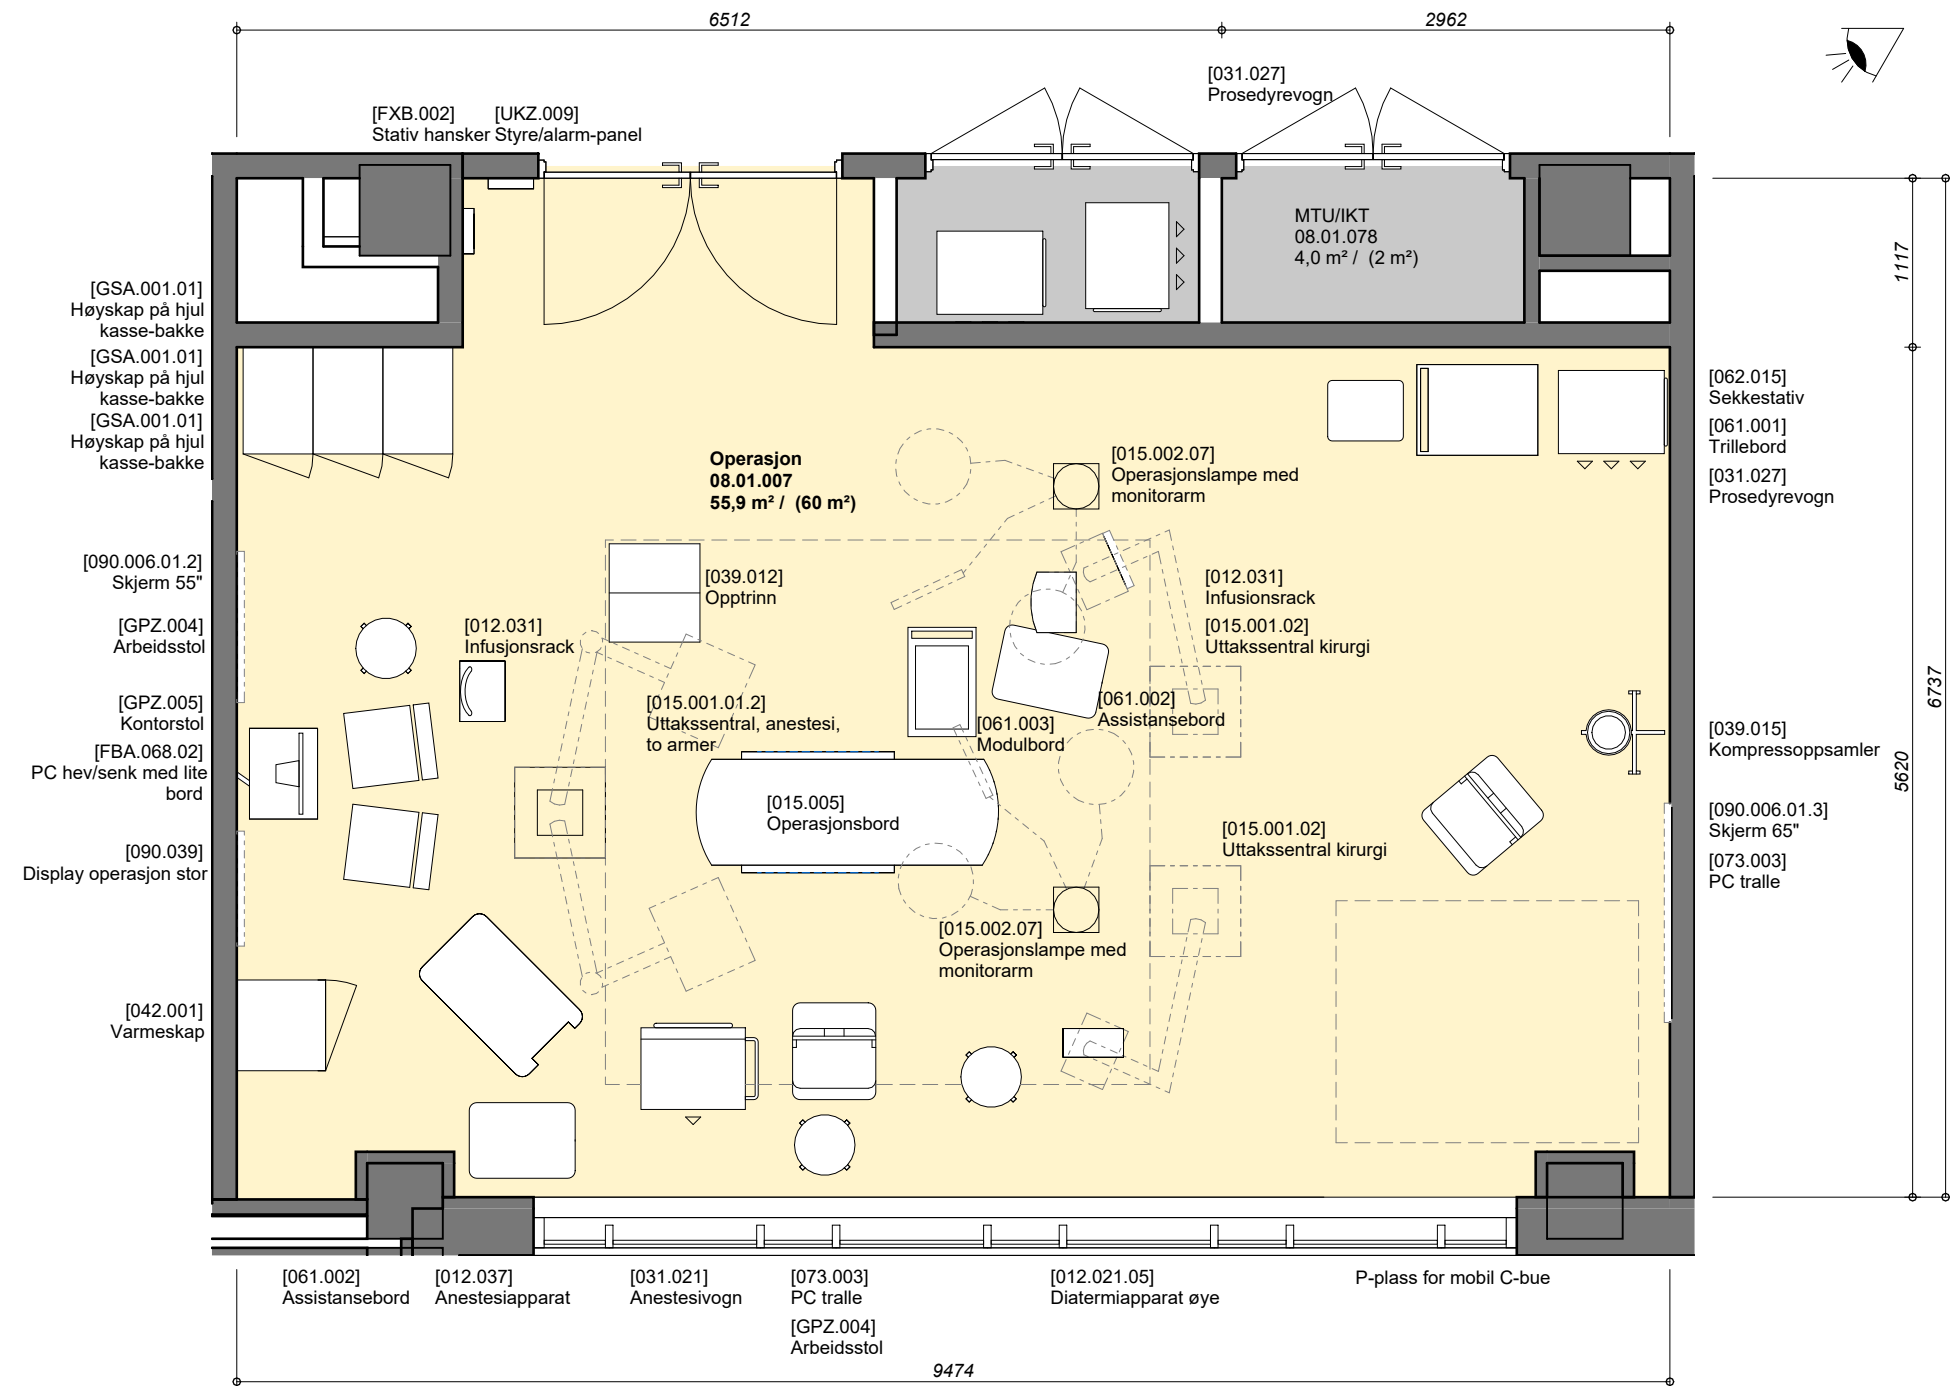 6512
2962
[031.027]
Prosedyrevogn
[FXB.002]
Stativ hansker
[UKZ.009]
Styre/alarm-panel
MTU/IKT
08.01.078
4,0 m² / (2 m²)
1117
[GSA.001.01]
Høyskap på hjul
kasse-bakke
[GSA.001.01]
Høyskap på hjul
kasse-bakke
[GSA.001.01]
Høyskap på hjul
kasse-bakke
[062.015]
Sekkestativ
[061.001]
Trillebord
[031.027]
Prosedyrevogn
Operasjon
08.01.007
55,9 m² / (60 m²)
[015.002.07]
Operasjonslampe med
monitorarm
[090.006.01.2]
Skjerm 55"
[039.012]
Opptrinn
[012.031]
Infusionsrack
[GPZ.004]
Arbeidsstol
[012.031]
Infusjonsrack
[015.001.02]
Uttakssentral kirurgi
6737
[GPZ.005]
Kontorstol
[015.001.01.2]
Uttakssentral, anestesi,
to armer
[061.003]
Modulbord
[061.002]
Assistansebord
[039.015]
Kompressoppsamler
5620
[FBA.068.02]
PC hev/senk med lite
bord
[015.005]
Operasjonsbord
[015.001.02]
Uttakssentral kirurgi
[090.006.01.3]
Skjerm 65"
[073.003]
PC tralle
[090.039]
Display operasjon stor
[015.002.07]
Operasjonslampe med
monitorarm
[042.001]
Varmeskap
[061.002]
Assistansebord
[012.037]
Anestesiapparat
[031.021]
Anestesivogn
[073.003]
PC tralle
[GPZ.004]
Arbeidsstol
[012.021.05]
Diatermiapparat øye
P-plass for mobil C-bue
9474